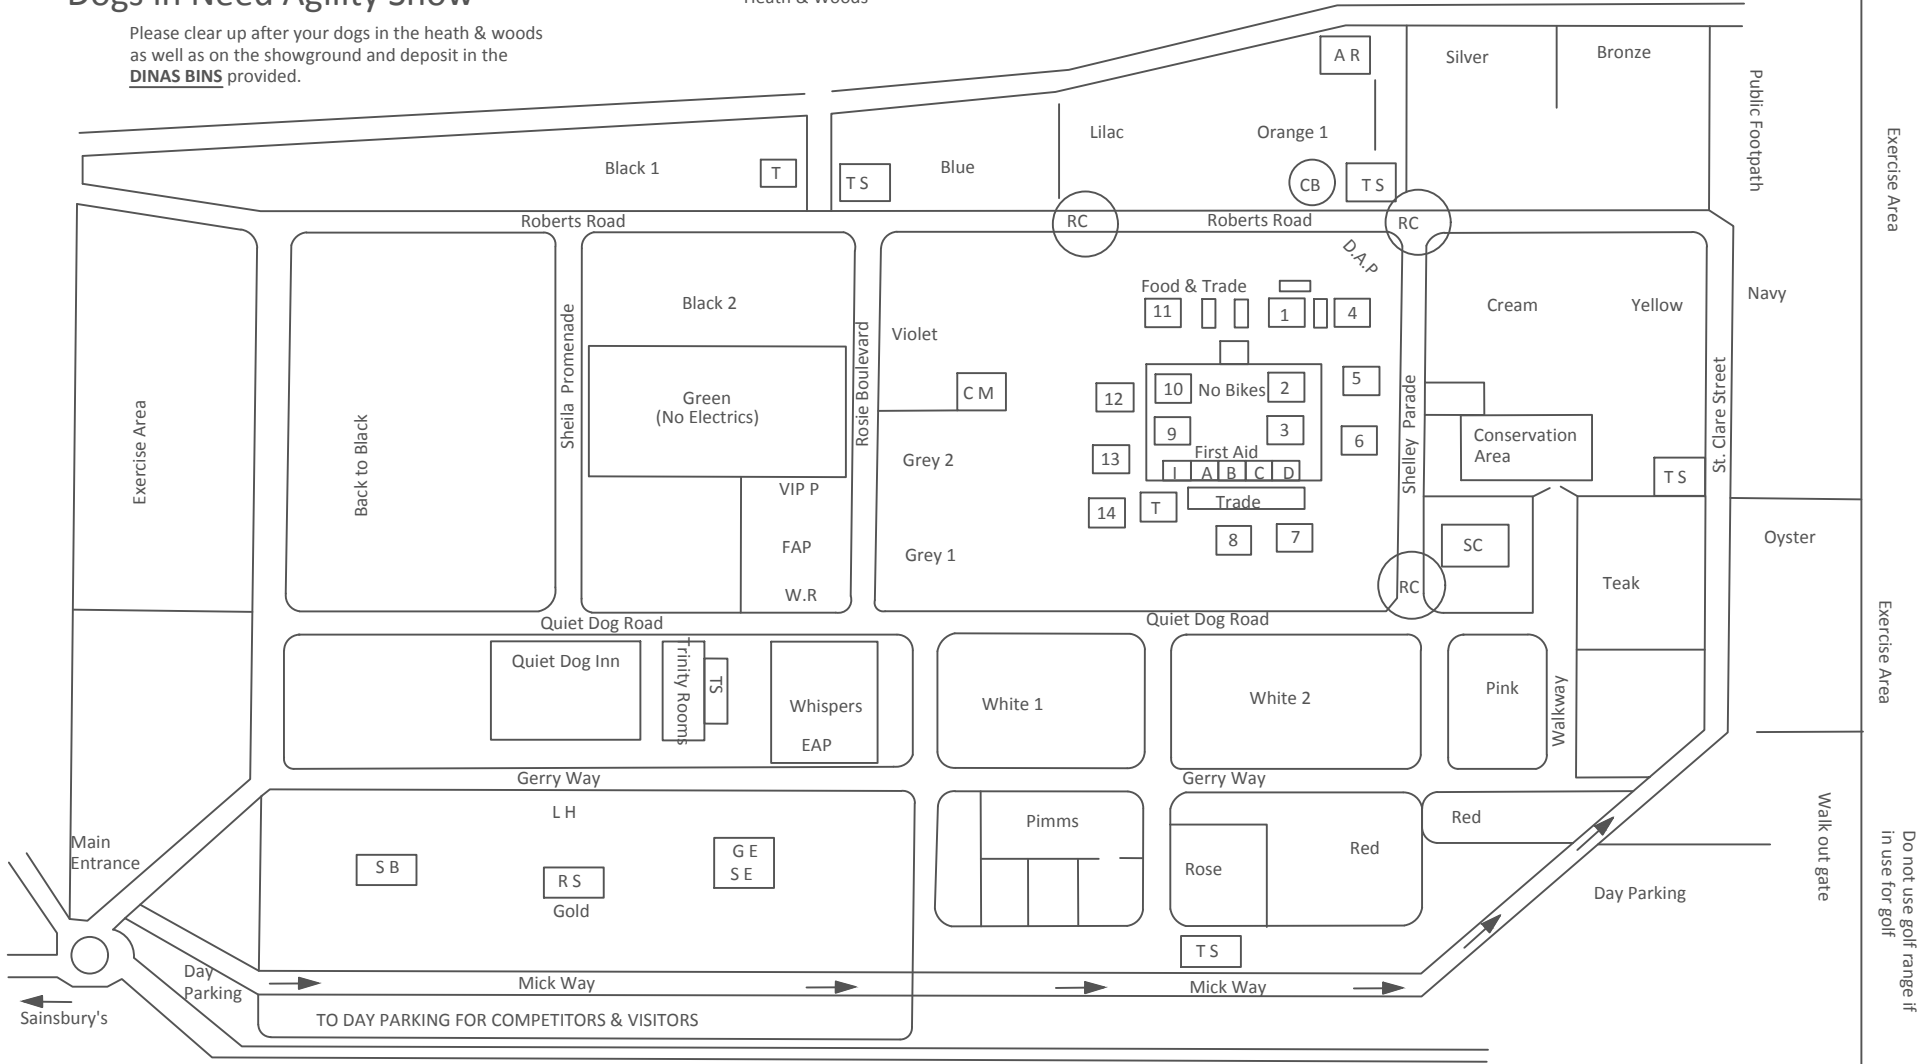 Dogs in Need Agility Show
Heath & Woods
Please clear up after your dogs in the heath & woods
as well as on the showground and deposit in the
DINAS BINS provided.
A R
Silver
Bronze
Public Footpath
Exercise Area
Lilac
Orange 1
Black 1
T
T S
Blue
CB
T S
Roberts Road
RC
Roberts Road
RC
D.A.P
Black 2
Food & Trade
Cream
Yellow
Navy
11
1
4
Violet
Sheila Promenade
Rosie Boulevard
Shelley Parade
St. Clare Street
Exercise Area
Back to Black
Green
(No Electrics)
C M
12
10
No Bikes
2
5
9
3
6
Conservation
Area
Grey 2
13
First Aid
I
A
B
C
D
T S
VIP P
14
T
Trade
FAP
Grey 1
8
7
SC
Oyster
W.R
RC
Teak
Quiet Dog Road
Quiet Dog Road
Exercise Area
Quiet Dog Inn
Trinity Rooms
TS
Whispers
EAP
White 1
White 2
Pink
Walkway
Gerry Way
Gerry Way
L H
Main
Entrance
S B
R S
Gold
G E
S E
Pimms
Rose
Red
Red
Walk out gate
Do not use golf range if
in use for golf
Day Parking
T S
Day
Parking
Mick Way
Mick Way
Sainsbury's
TO DAY PARKING FOR COMPETITORS & VISITORS